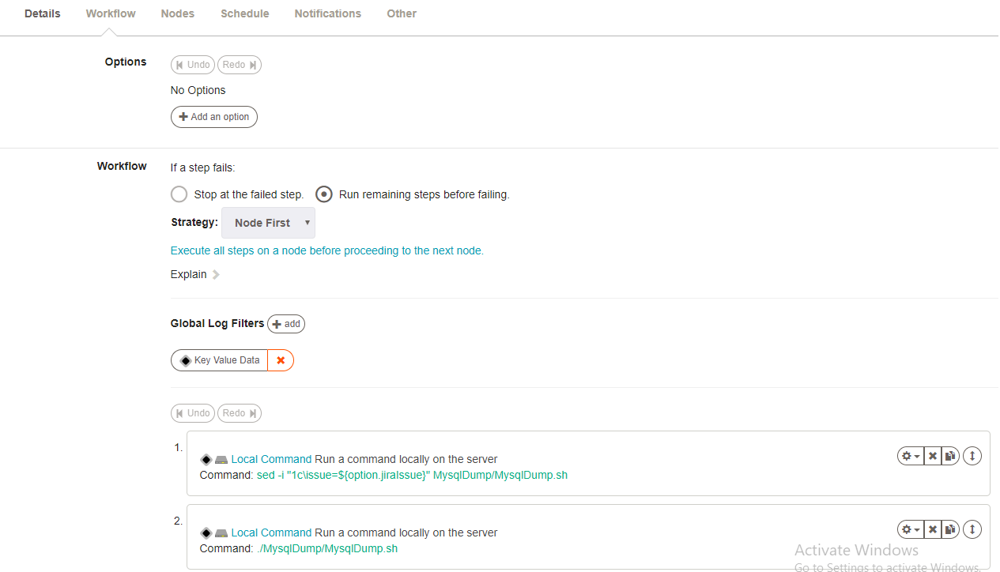 Details Workflow Nodes Schedule Notifications Other
Options
Undo Redo
No Options
Add an option
Workflow
If a step fails:
Stop at the failed step. Run remaining steps before failing.
Strategy: Node First
Execute all steps on a node before proceeding to the next node.
Explain
Global Log Filters add
Key Value Data
Undo Redo
1.
Local Command Run a command locally on the server
Command: sed -i "1c\issue=${option.jiraIssue}" MysqlDump/MysqlDump.sh
2.
Local Command Run a command locally on the server
Command: ./MysqlDump/MysqlDump.sh
Activate Windows
Go to Settings to activate Windows.